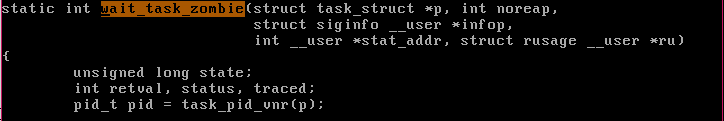 static int wait_task_zombie(struct task_struct *p, int noreap,
struct siginfo __user *infop,
int __user *stat_addr, struct rusage __user *ru)
{
unsigned long state;
int retval, status, traced;
pid_t pid = task_pid_vnr(p);